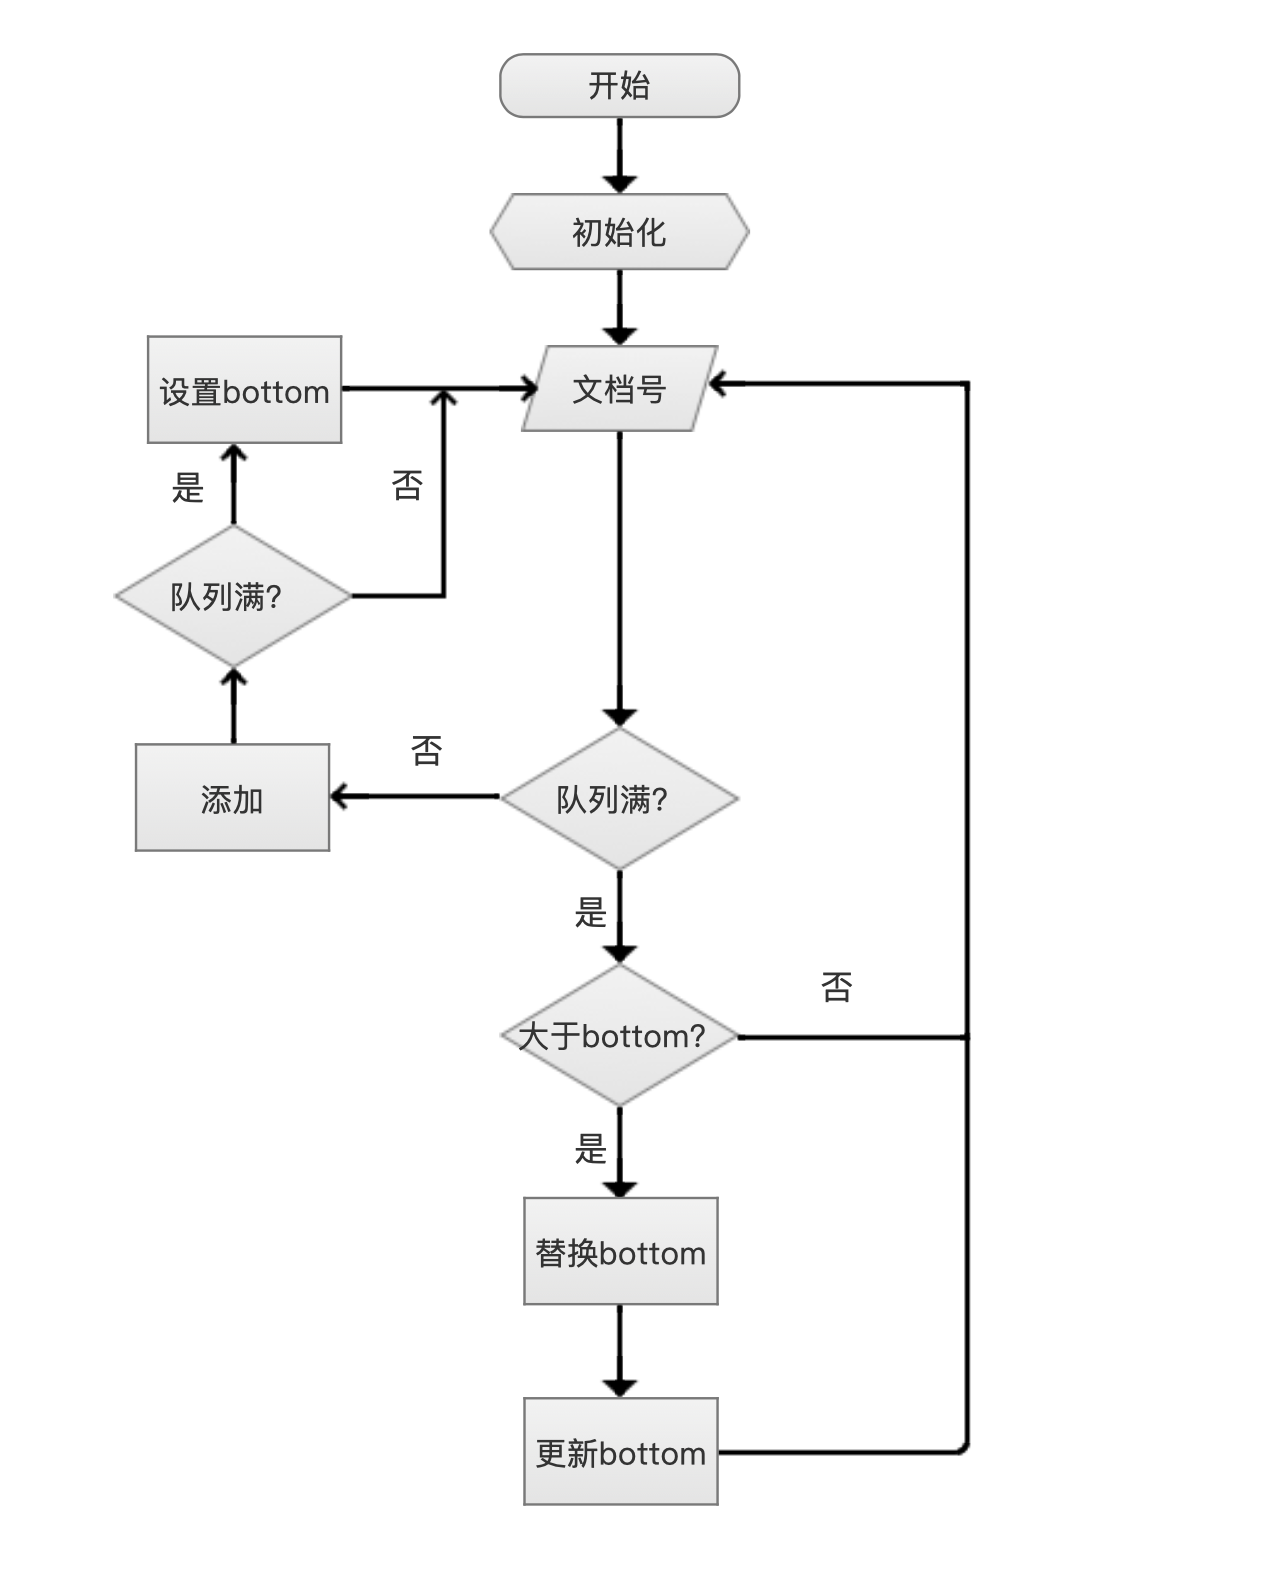 开始
初始化
设置bottom
文档号
是
否
队列满?
否
添加
队列满?
是
否
大于bottom?
是
替换bottom
更新bottom